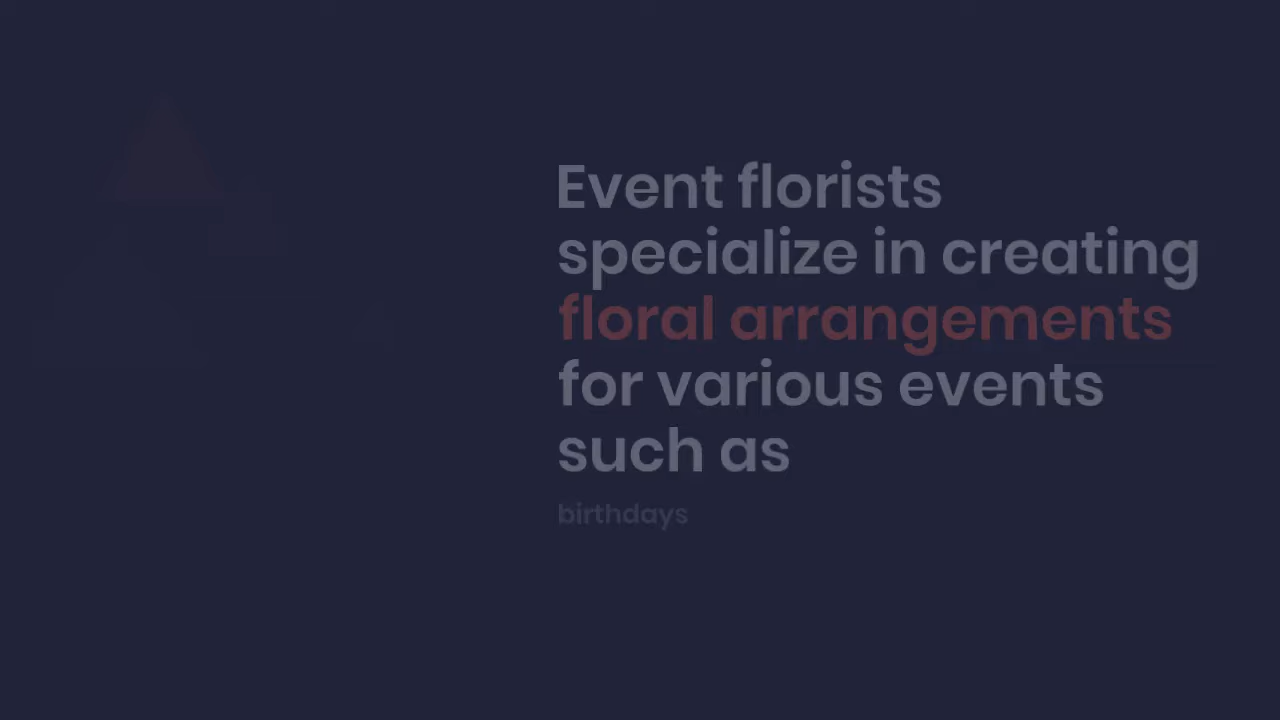 Event florists
specialize in creating
floral arrangements
for various events
such as
birthdays